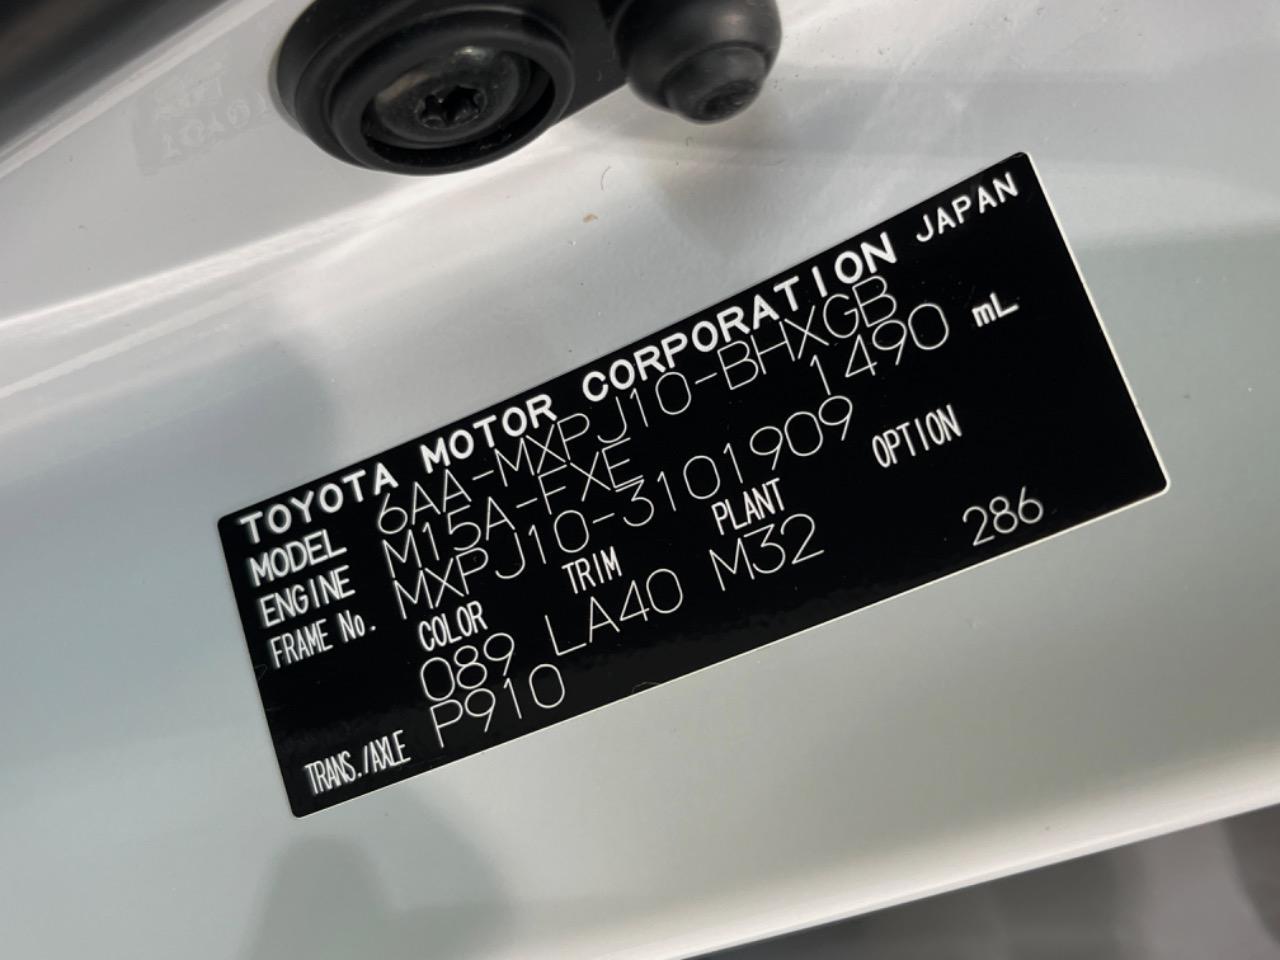 TOYOTA MOTOR CORPORATION JAPAN
MODEL 6AA-MXPJ10-BHXGB
ENGINE M15A-FXE 1490 mL
FRAME No. MXPJ10-3101909
COLOR TRIM PLANT OPTION
089 LA40 M32 286
TRANS./AXLE P910